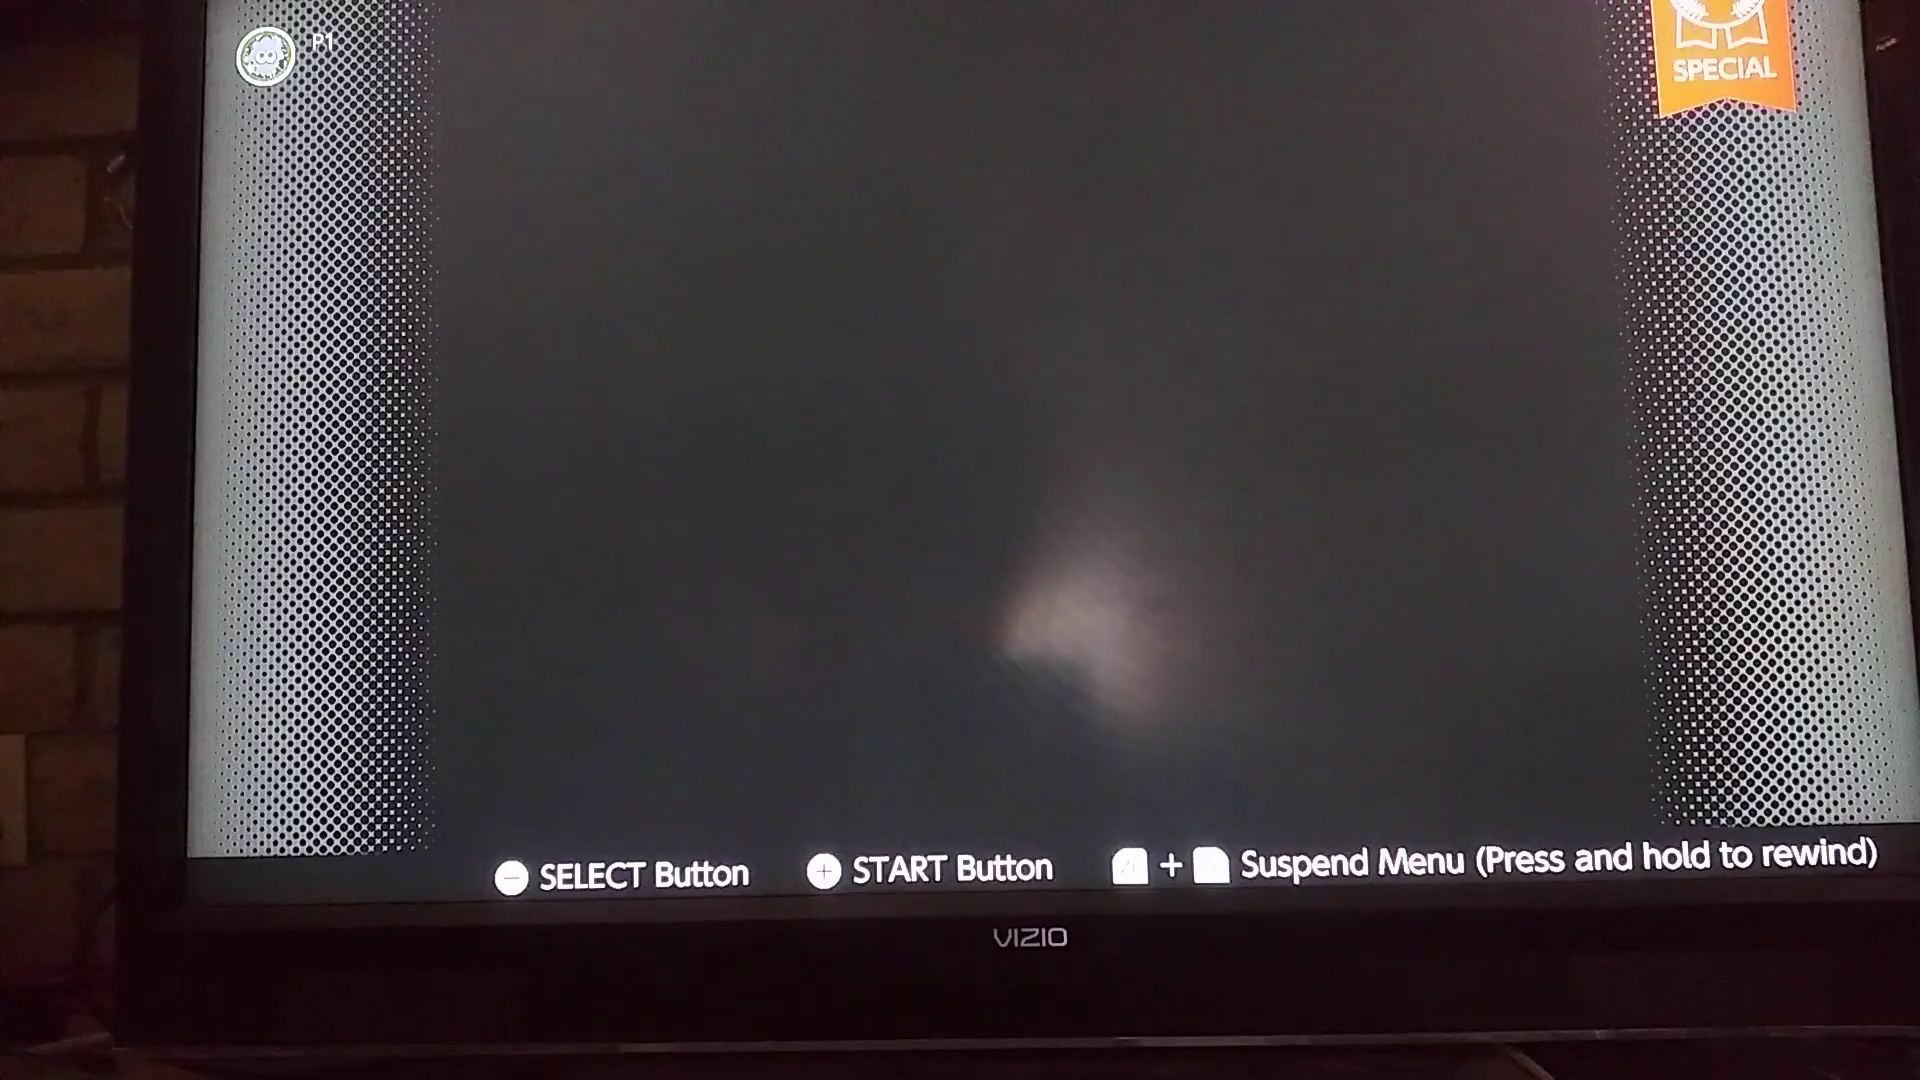 P1
SPECIAL
SELECT Button
START Button
+
Suspend Menu (Press and hold to rewind)
VIZIO